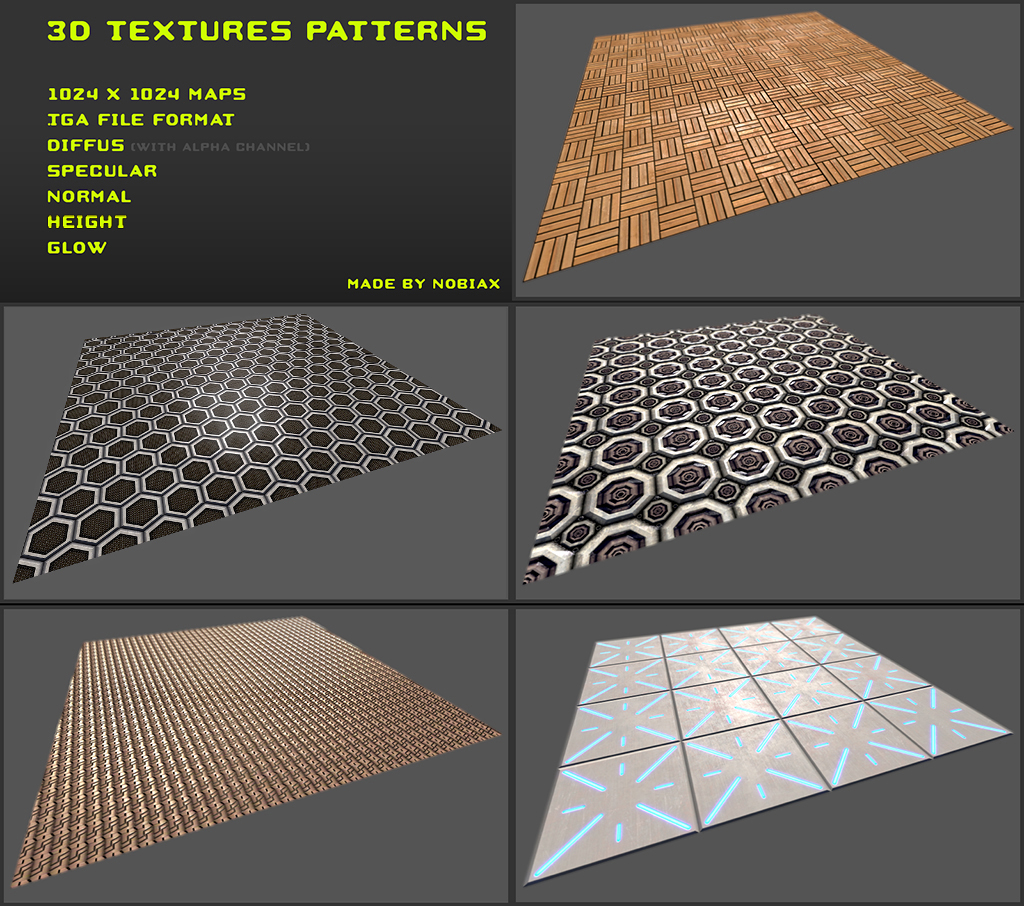 3D TEXTURES PATTERNS
1024 X 1024 MAPS
TGA FILE FORMAT
DIFFUS (WITH ALPHA CHANNEL)
SPECULAR
NORMAL
HEIGHT
GLOW
MADE BY NOBIAX